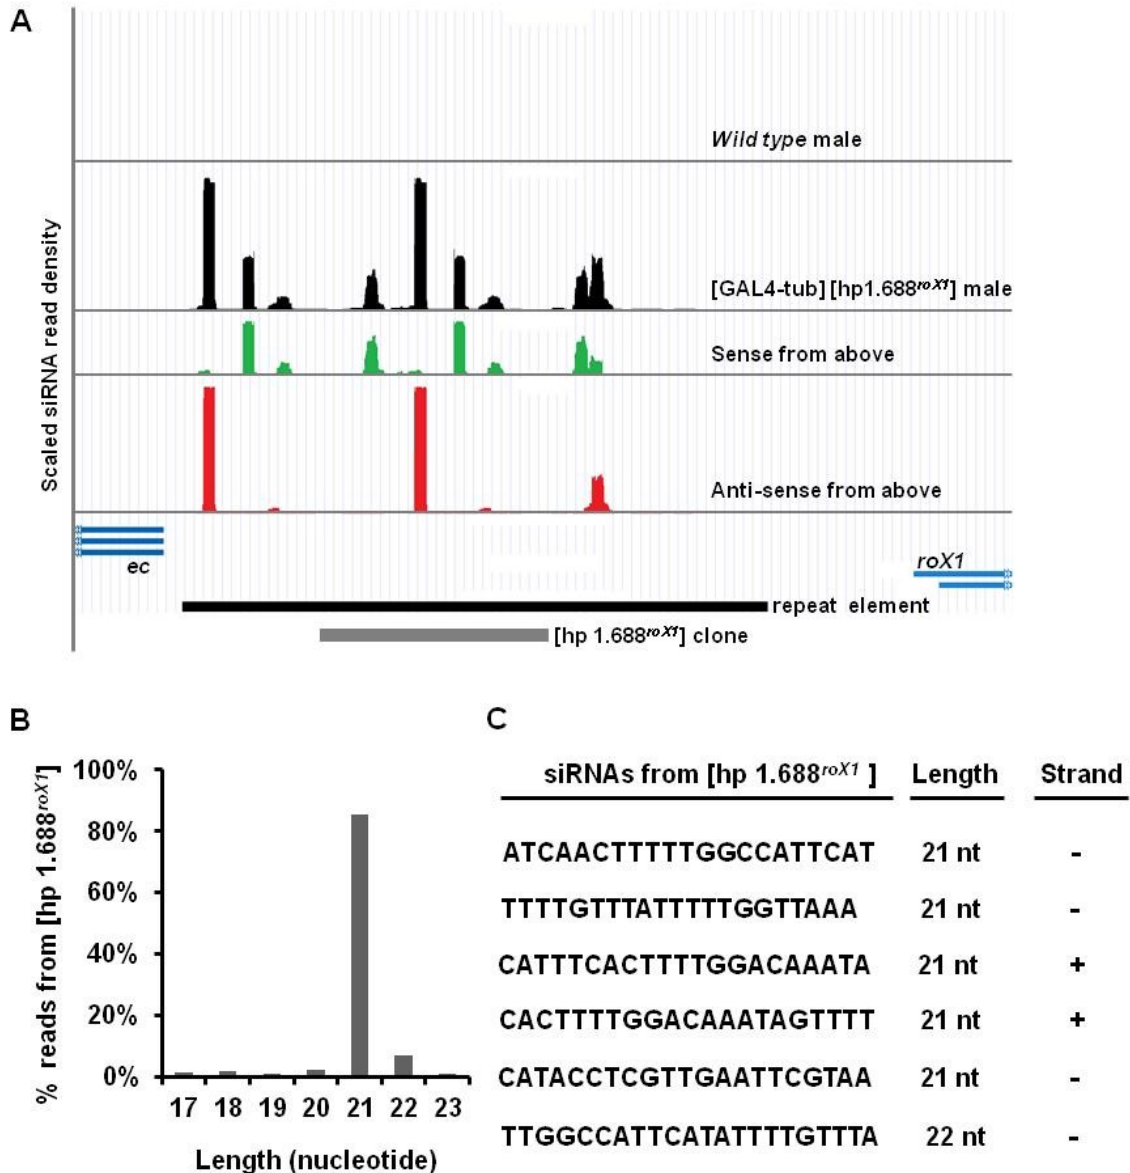 A
Scaled siRNA read density
Wild type male
[GAL4-tub][hp1.688roX1] male
Sense from above
Anti-sense from above
ec
roX1
repeat element
[hp 1.688roX1] clone
B
% reads from [hp 1.688roX1]
100%
80%
60%
40%
20%
0%
17 18 19 20 21 22 23
Length (nucleotide)
C
siRNAs from [hp 1.688roX1 ] Length Strand
ATCAACTTTTTGGCCATTCAT 21 nt -
TTTTGTTTATTTTTGGTTAAA 21 nt -
CATTTCACTTTTGGACAAATA 21 nt +
CACTTTTGGACAAATAGTTTT 21 nt +
CATACCTCGTTGAATTCGTAA 21 nt -
TTGGCCATTCATATTTTGTTTA 22 nt -